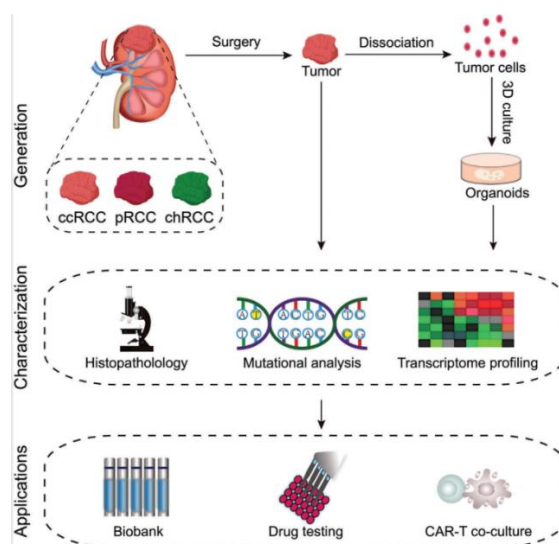 Generation
Surgery
Dissociation
Tumor
Tumor cells
3D culture
Organoids
ccRCC pRCC chRCC
Characterization
A T A C T G T C
T G T G A C G G
Histopatholology
Mutational analysis
Transcriptome profiling
Applications
Biobank
Drug testing
CAR-T co-culture